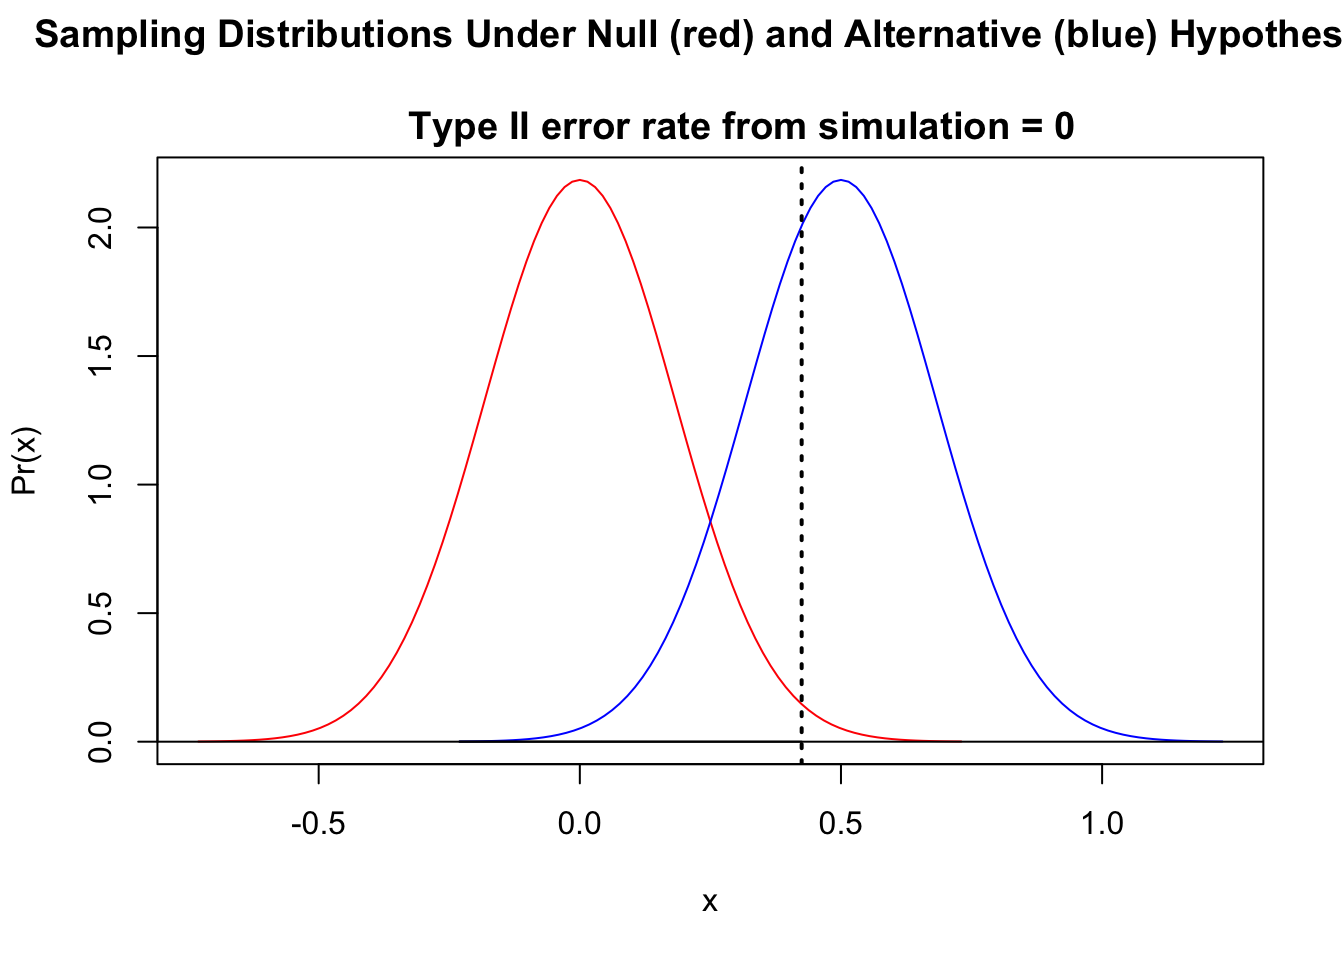 Sampling Distributions Under Null (red) and Alternative (blue) Hypothes
Type II error rate from simulation = 0
Pr(x)
2.0
1.5
1.0
0.5
0.0
-0.5 0.0 0.5 1.0
x